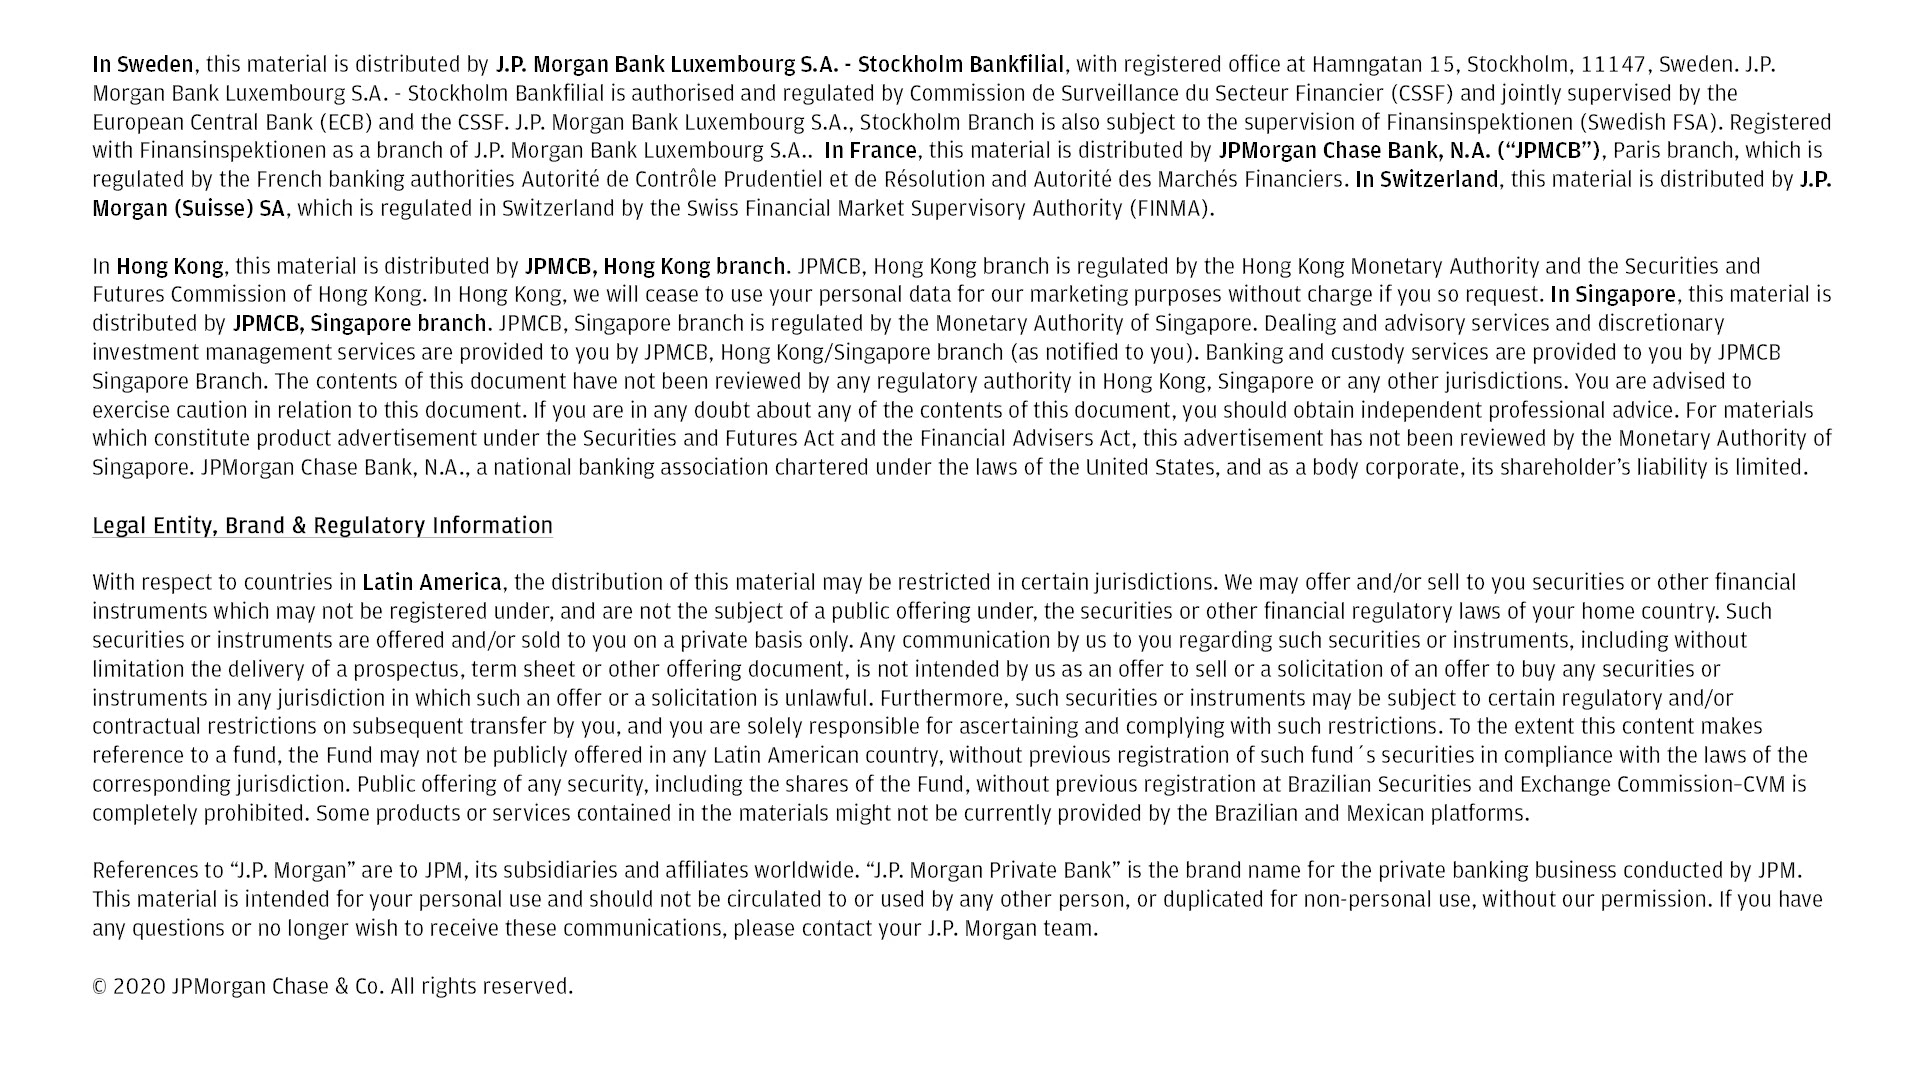 In Sweden, this material is distributed by J.P. Morgan Bank Luxembourg S.A. - Stockholm Bankfilial, with registered office at Hamngatan 15, Stockholm, 11147, Sweden. J.P.
Morgan Bank Luxembourg S.A. - Stockholm Bankfilial is authorised and regulated by Commission de Surveillance du Secteur Financier (CSSF) and jointly supervised by the
European Central Bank (ECB) and the CSSF. J.P. Morgan Bank Luxembourg S.A., Stockholm Branch is also subject to the supervision of Finansinspektionen (Swedish FSA). Registered
with Finansinspektionen as a branch of J.P. Morgan Bank Luxembourg S.A.. In France, this material is distributed by JPMorgan Chase Bank, N.A. (“JPMCB”), Paris branch, which is
regulated by the French banking authorities Autorité de Contrôle Prudentiel et de Résolution and Autorité des Marchés Financiers. In Switzerland, this material is distributed by J.P.
Morgan (Suisse) SA, which is regulated in Switzerland by the Swiss Financial Market Supervisory Authority (FINMA).
In Hong Kong, this material is distributed by JPMCB, Hong Kong branch. JPMCB, Hong Kong branch is regulated by the Hong Kong Monetary Authority and the Securities and
Futures Commission of Hong Kong. In Hong Kong, we will cease to use your personal data for our marketing purposes without charge if you so request. In Singapore, this material is
distributed by JPMCB, Singapore branch. JPMCB, Singapore branch is regulated by the Monetary Authority of Singapore. Dealing and advisory services and discretionary
investment management services are provided to you by JPMCB, Hong Kong/Singapore branch (as notified to you). Banking and custody services are provided to you by JPMCB
Singapore Branch. The contents of this document have not been reviewed by any regulatory authority in Hong Kong, Singapore or any other jurisdictions. You are advised to
exercise caution in relation to this document. If you are in any doubt about any of the contents of this document, you should obtain independent professional advice. For materials
which constitute product advertisement under the Securities and Futures Act and the Financial Advisers Act, this advertisement has not been reviewed by the Monetary Authority of
Singapore. JPMorgan Chase Bank, N.A., a national banking association chartered under the laws of the United States, and as a body corporate, its shareholder’s liability is limited.
Legal Entity, Brand & Regulatory Information
With respect to countries in Latin America, the distribution of this material may be restricted in certain jurisdictions. We may offer and/or sell to you securities or other financial
instruments which may not be registered under, and are not the subject of a public offering under, the securities or other financial regulatory laws of your home country. Such
securities or instruments are offered and/or sold to you on a private basis only. Any communication by us to you regarding such securities or instruments, including without
limitation the delivery of a prospectus, term sheet or other offering document, is not intended by us as an offer to sell or a solicitation of an offer to buy any securities or
instruments in any jurisdiction in which such an offer or a solicitation is unlawful. Furthermore, such securities or instruments may be subject to certain regulatory and/or
contractual restrictions on subsequent transfer by you, and you are solely responsible for ascertaining and complying with such restrictions. To the extent this content makes
reference to a fund, the Fund may not be publicly offered in any Latin American country, without previous registration of such fund´s securities in compliance with the laws of the
corresponding jurisdiction. Public offering of any security, including the shares of the Fund, without previous registration at Brazilian Securities and Exchange Commission–CVM is
completely prohibited. Some products or services contained in the materials might not be currently provided by the Brazilian and Mexican platforms.
References to “J.P. Morgan” are to JPM, its subsidiaries and affiliates worldwide. “J.P. Morgan Private Bank” is the brand name for the private banking business conducted by JPM.
This material is intended for your personal use and should not be circulated to or used by any other person, or duplicated for non-personal use, without our permission. If you have
any questions or no longer wish to receive these communications, please contact your J.P. Morgan team.
© 2020 JPMorgan Chase & Co. All rights reserved.